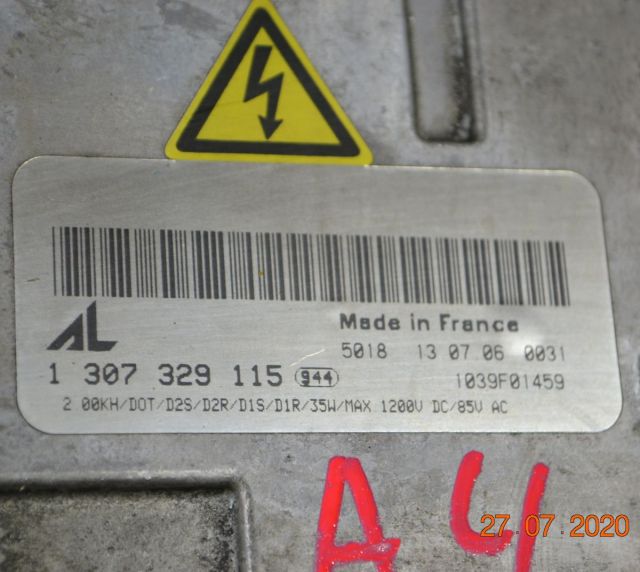 AL
Made in France
5018 13 07.06 0031
1 307 329 115 944
1039F01459
2 00KH/DOT/D2S/D2R/D1S/D1R/35W/MAX 1200V DC/85V AC
A4
27.07.2020